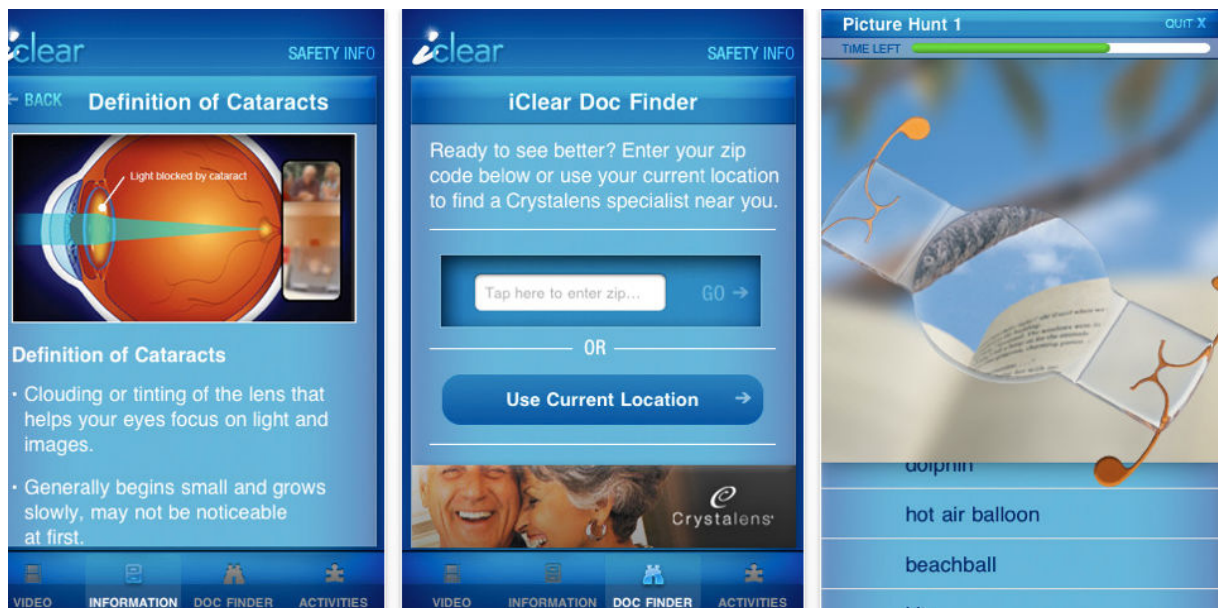 iclear
SAFETY INFO
BACK
Definition of Cataracts
Light blocked by cataract
Definition of Cataracts
• Clouding or tinting of the lens that
helps your eyes focus on light and
images.
• Generally begins small and grows
slowly, may not be noticeable
at first.
VIDEO
INFORMATION
DOC FINDER
ACTIVITIES
iclear
SAFETY INFO
iClear Doc Finder
Ready to see better? Enter your zip
code below or use your current location
to find a Crystalens specialist near you.
Tap here to enter zip...
GO
OR
Use Current Location
Crystalens
VIDEO
INFORMATION
DOC FINDER
ACTIVITIES
Picture Hunt 1
QUIT X
TIME LEFT
dolphin
hot air balloon
beachball